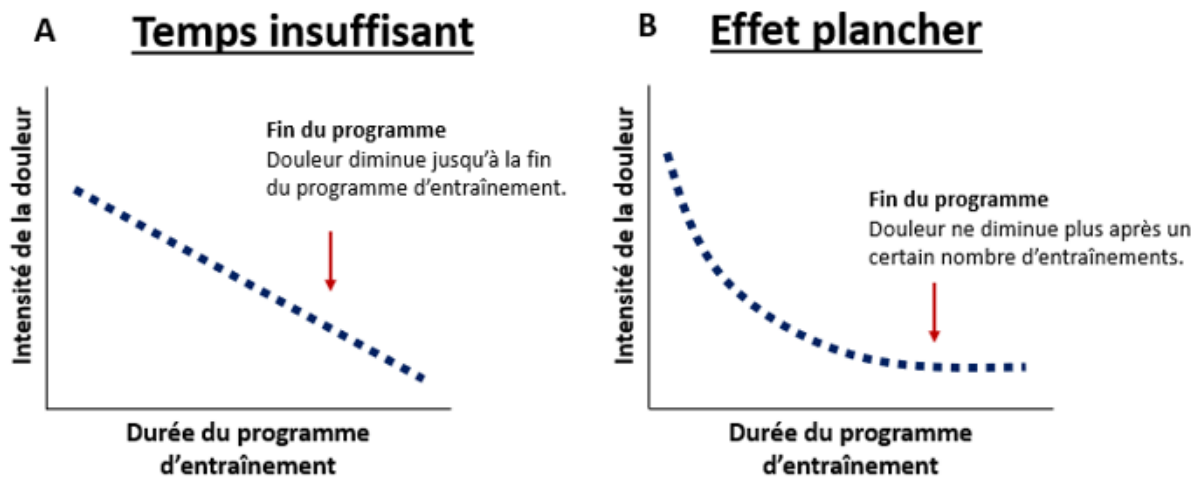 A
Temps insuffisant
Intensité de la douleur
Fin du programme
Douleur diminue jusqu'à la fin
du programme d'entraînement.
Durée du programme
d'entraînement
B
Effet plancher
Intensité de la douleur
Fin du programme
Douleur ne diminue plus après un
certain nombre d'entraînements.
Durée du programme
d'entraînement